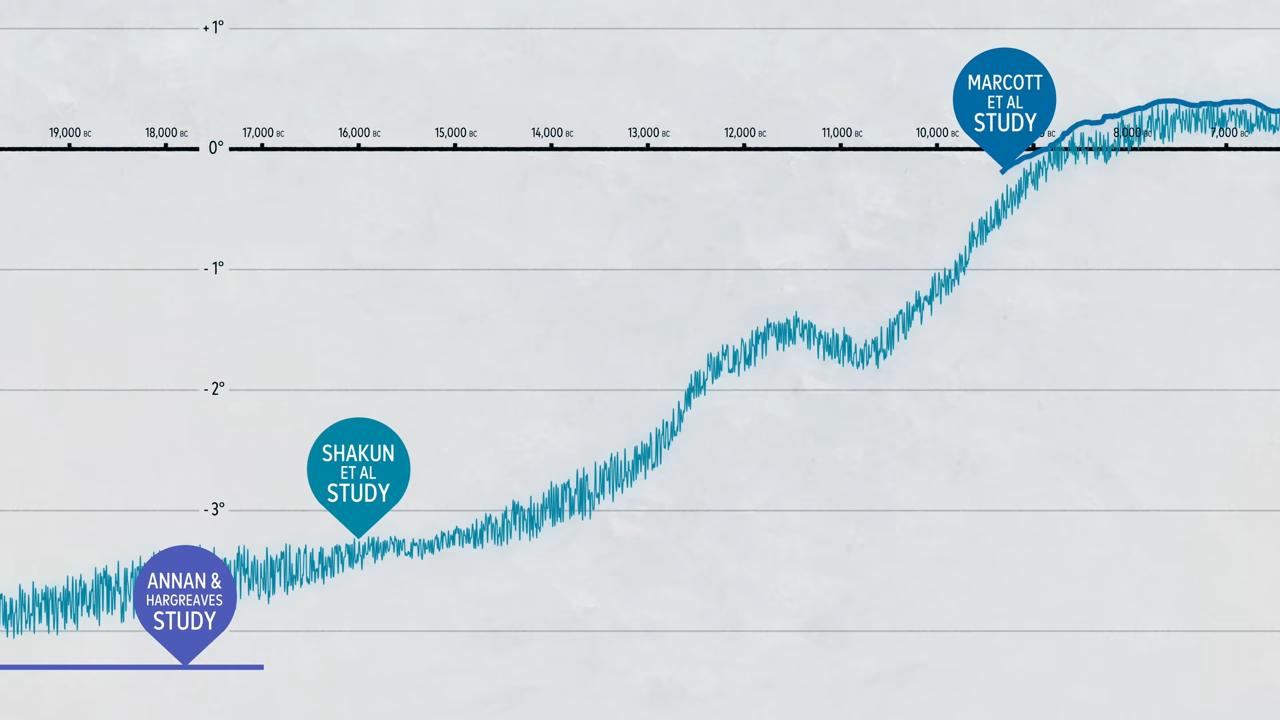 + 1°
MARCOTT
ET AL
STUDY
19,000 BC
18,000 BC
17,000 BC
16,000 BC
15,000 BC
14,000 BC
13,000 BC
12,000 BC
11,000 BC
10,000 BC
BC
8,000 BC
7,000 BC
0°
- 1°
- 2°
SHAKUN
ET AL
STUDY
- 3°
ANNAN &
HARGREAVES
STUDY